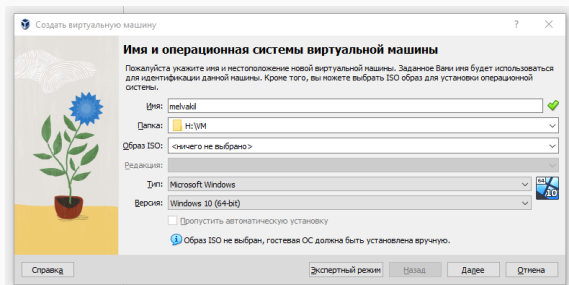 Создать виртуальную машину
Имя и операционная системы виртуальной машины
Пожалуйста укажите имя и местоположение новой виртуальной машины. Заданное Вами имя будет использоваться
для идентификации данной машины. Кроме того, вы можете выбрать ISO образ для установки операционной
системы.
Имя: melvakil
Папка: H:\VM
Образ ISO: <ничего не выбрано>
Редакция:
Тип: Microsoft Windows
64
10
Версия: Windows 10 (64-bit)
Пропустить автоматическую установку
Образ ISO не выбран, гостевая ОС должна быть установлена вручную.
Справка Экспертный режим Назад Далее Отмена